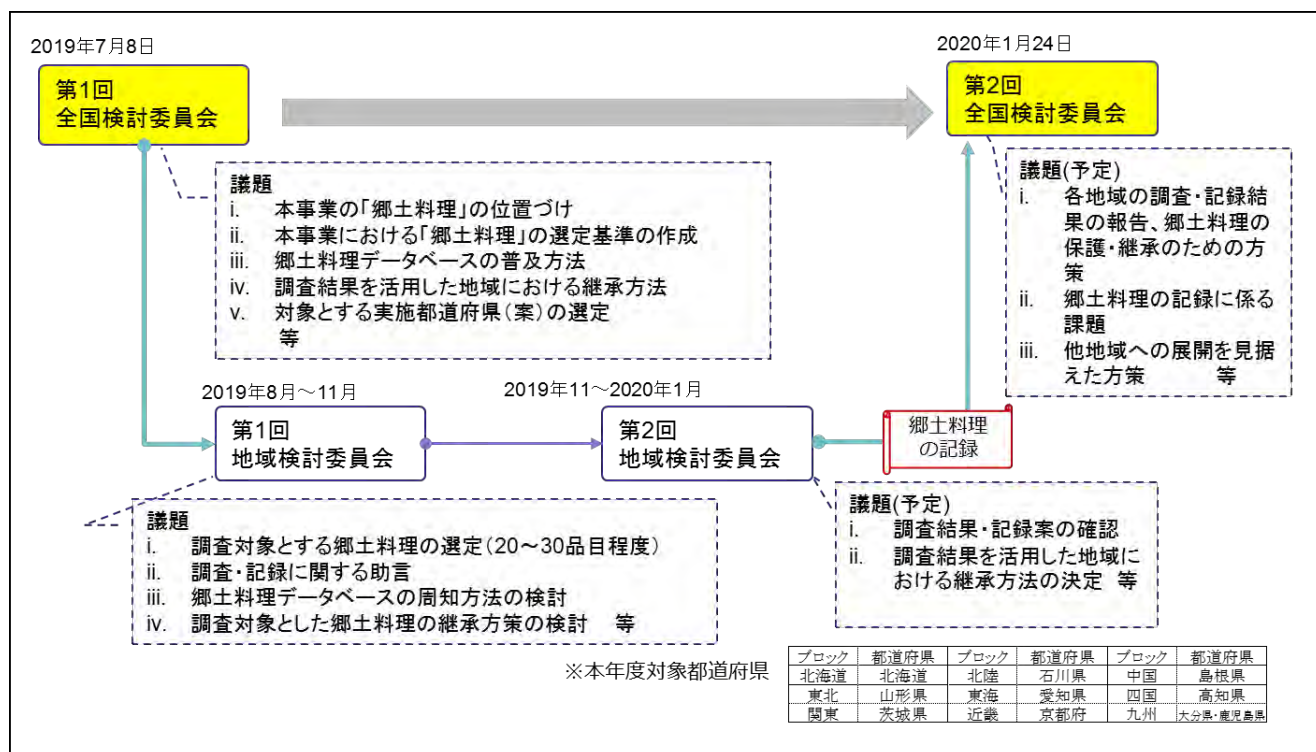 2019年7月8日
第1回
全国検討委員会
2020年1月24日
第2回
全国検討委員会
議題
i. 本事業の「郷土料理」の位置づけ
ii. 本事業における「郷土料理」の選定基準の作成
iii. 郷土料理データベースの普及方法
iv. 調査結果を活用した地域における継承方法
v. 対象とする実施都道府県（案）の選定
等
議題(予定)
i. 各地域の調査・記録結
果の報告、郷土料理の
保護・継承のための方
策
ii. 郷土料理の記録に係る
課題
iii. 他地域への展開を見据
えた方策 等
2019年8月～11月
第1回
地域検討委員会
2019年11～2020年1月
第2回
地域検討委員会
郷土料理
の記録
議題
i. 調査対象とする郷土料理の選定（20～30品目程度）
ii. 調査・記録に関する助言
iii. 郷土料理データベースの周知方法の検討
iv. 調査対象とした郷土料理の継承方策の検討 等
議題(予定)
i. 調査結果・記録案の確認
ii. 調査結果を活用した地域に
おける継承方法の決定 等
※本年度対象都道府県
ブロック 都道府県 ブロック 都道府県 ブロック 都道府県
北海道 北海道 北陸 石川県 中国 島根県
東北 山形県 東海 愛知県 四国 高知県
関東 茨城県 近畿 京都府 九州 大分県・鹿児島県